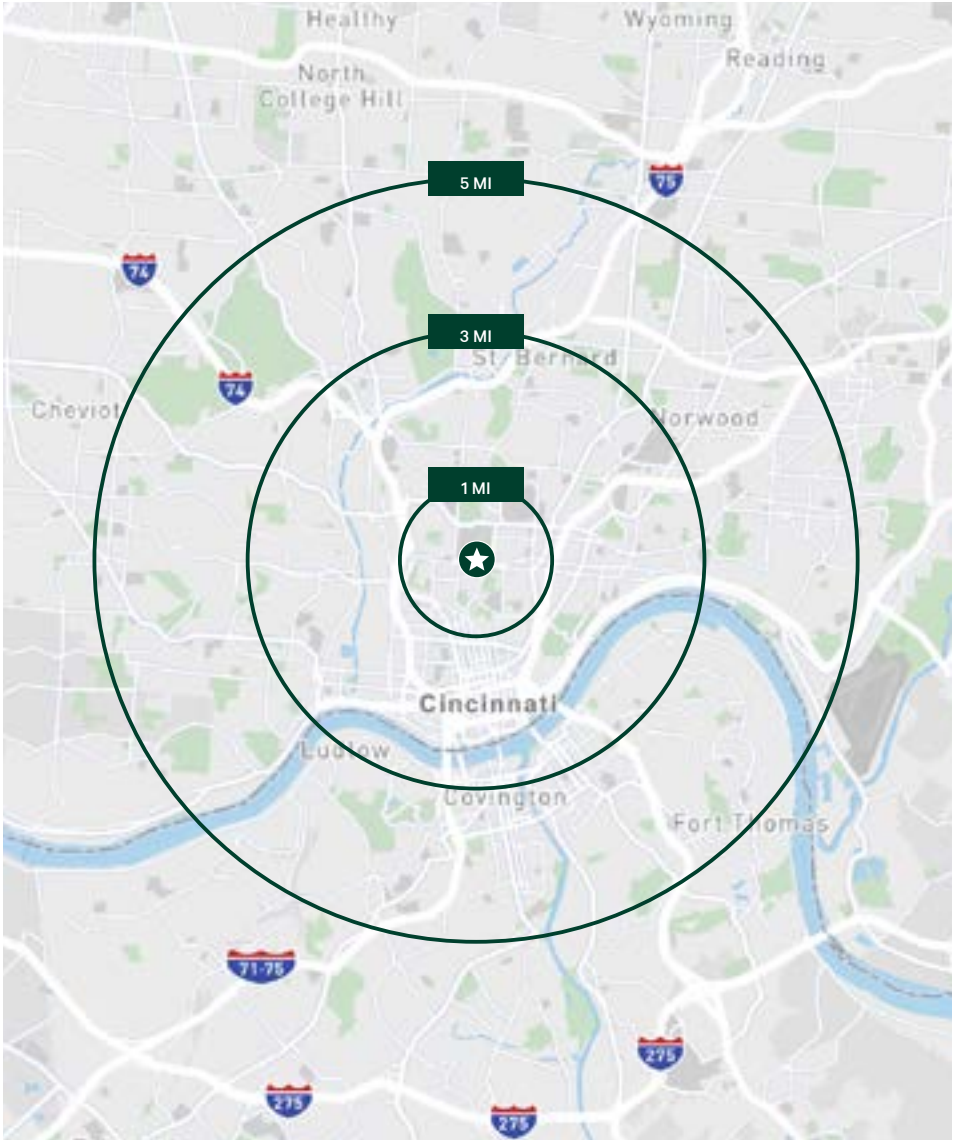 Healthy
Wyoming
Reading
North
College Hill
5 MI
75
74
3 MI
St/Bernard
74
Cheviot
Norwood
1 MI
Cincinnati
Ludlow
Covington
Fort Thomas
71-75
275
275
275